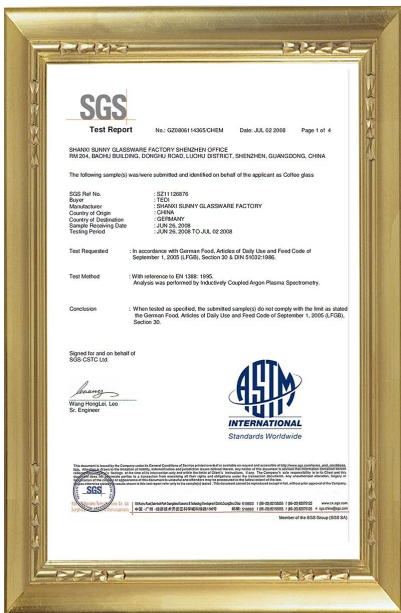 SGS
Test Report No.: GZ0806114365/CHEM Date: JUL 02 2008 Page 1 of 4
SHANXI SUNNY GLASSWARE FACTORY SHENZHEN OFFICE
RM 204, BAOHU BUILDING, DONGHU ROAD, LUOHU DISTRICT, SHENZHEN, GUANGDONG, CHINA
The following sample(s) was/were submitted and identified on behalf of the applicant as Coffee glass
SGS Ref No. : SZ11126876
Buyer : TEDI
Manufacturer : SHANXI SUNNY GLASSWARE FACTORY
Country of Origin : CHINA
Country of Destination : GERMANY
Sample Receiving Date : JUN 26, 2008
Testing Period : JUN 26, 2008 TO JUL 02 2008
Test Requested : In accordance with German Food, Articles of Daily Use and Feed Code of
September 1, 2005 (LFGB), Section 30 & DIN 51032:1986.
Test Method : With reference to EN 1388: 1995.
Analysis was performed by Inductively Coupled Argon Plasma Spectrometry.
Conclusion : When tested as specified, the submitted sample(s) do not comply with the limit as stated
the German Food, Articles of Daily Use and Feed Code of September 1, 2005 (LFGB),
Section 30.
Signed for and on behalf of
SGS-CSTC Ltd.
Wang HongLei, Leo
Sr. Engineer
ASTM
INTERNATIONAL
Standards Worldwide
SGS
Member of the SGS Group (SGS SA)